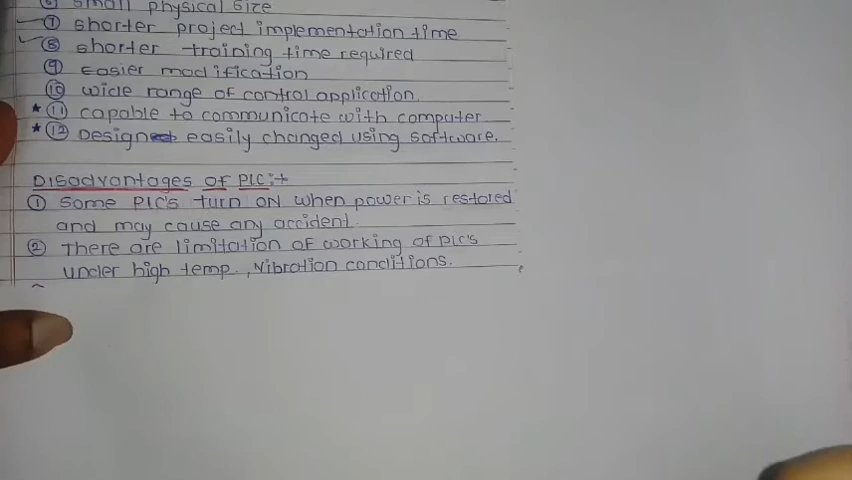 ⑥ small physical size
⑦ shorter project implementation time
⑧ shorter training time required
⑨ Easier modification
⑩ wide range of control application.
★ ⑪ capable to communicate with computer
★ ⑫ Design easily changed using software.
Disadvantages of PLC:+
① Some PLC's turn ON when power is restored
and may cause any accident.
② There are limitation of working of PLC's
under high temp., Vibration conditions.